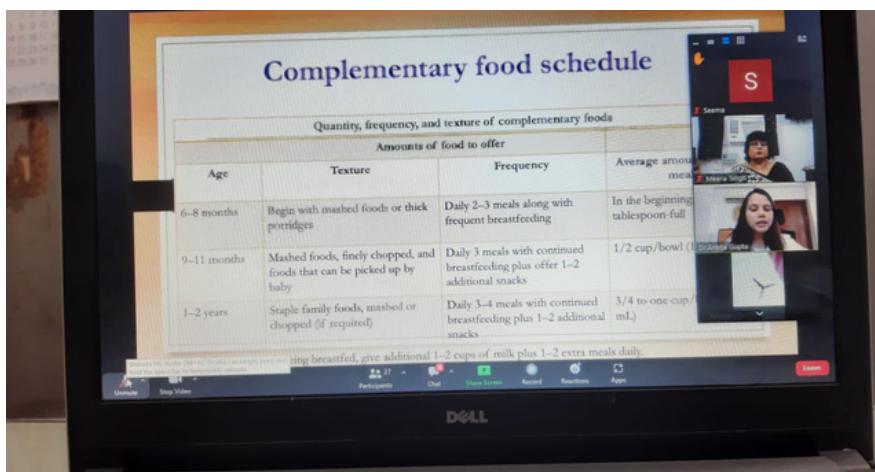 Complementary food schedule
Quantity, frequency, and texture of complementary foods
Amounts of food to offer
Age
Texture
Frequency
Average amou
mea
6–8 months
Begin with mashed foods or thick
porridges
Daily 2–3 meals along with
frequent breastfeeding
In the beginning
tablespoon-full
9–11 months
Mashed foods, finely chopped, and
foods that can be picked up by
baby
Daily 3 meals with continued
breastfeeding plus offer 1–2
additional snacks
1/2 cup/bowl (1
1–2 years
Staple family foods, mashed or
chopped (if required)
Daily 3–4 meals with continued
breastfeeding plus 1–2 additional
snacks
3/4 to one cup/
mL)
ing breastfed, give additional 1–2 cups of milk plus 1–2 extra meals daily.
S
Seema
Meera Singh
Gupta
Unmute
Stop Video
Participants
27
Chat
Share Screen
Record
Reactions
Apps
Leave
DELL